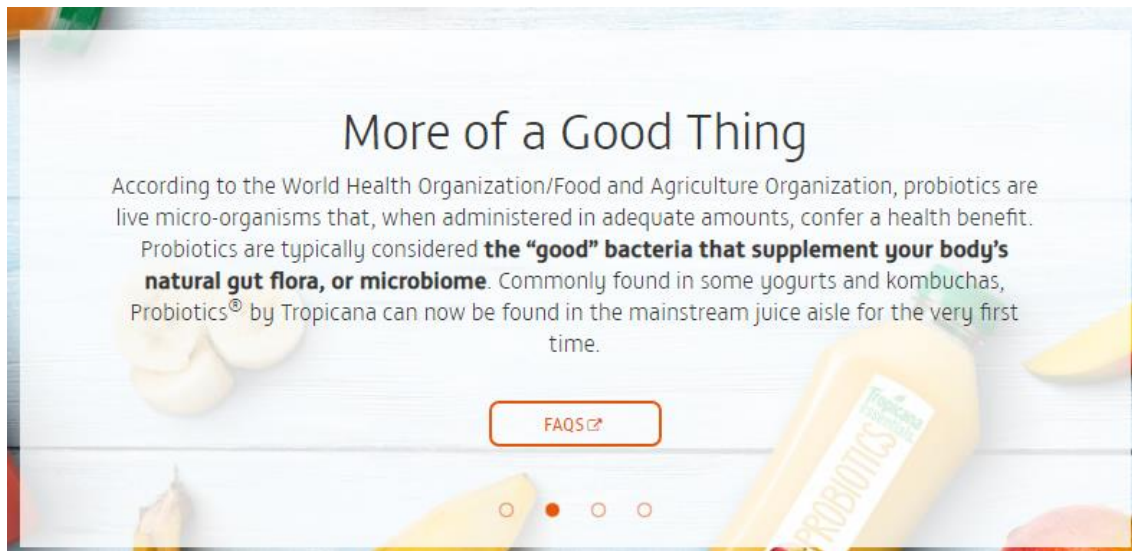 More of a Good Thing
According to the World Health Organization/Food and Agriculture Organization, probiotics are
live micro-organisms that, when administered in adequate amounts, confer a health benefit.
Probiotics are typically considered the “good” bacteria that supplement your body’s
natural gut flora, or microbiome. Commonly found in some yogurts and kombuchas,
Probiotics® by Tropicana can now be found in the mainstream juice aisle for the very first
time.
FAQS
Tropicana
Essentials
PROBIOTICS